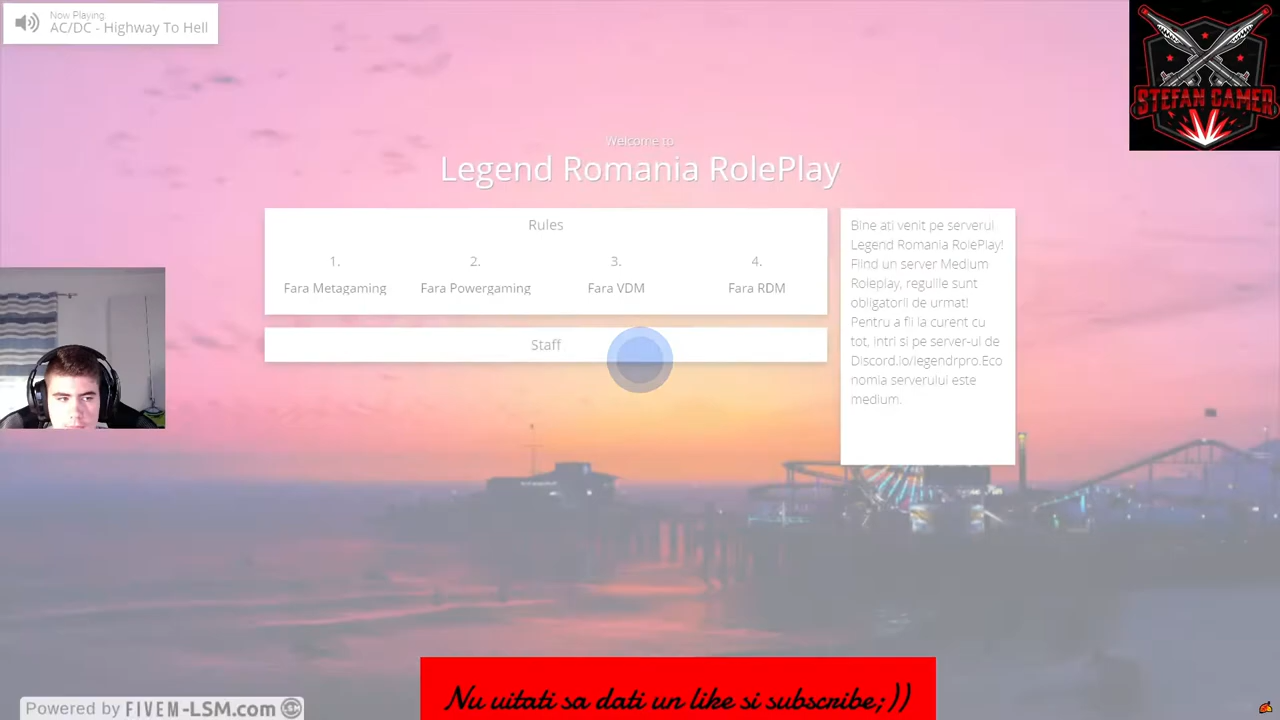 Now Playing
AC/DC - Highway To Hell
STEFAN GAMER
Welcome to
Legend Romania RolePlay
Rules
1.
Fara Metagaming
2.
Fara Powergaming
3.
Fara VDM
4.
Fara RDM
Staff
Bine ati venit pe serverul
Legend Romania RolePlay!
Fiind un server Medium
Roleplay, regulile sunt
obligatorii de urmat!
Pentru a fii la curent cu
tot, intri si pe server-ul de
Discord.io/legendrpro.Eco
nomia serverului este
medium.
Nu uitati sa dati un like si subscribe;))
Powered by FIVEM-LSM.com